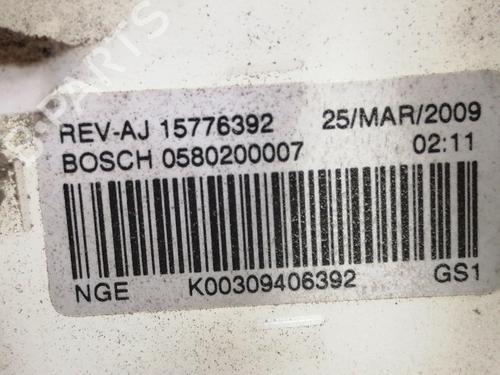 B-PARTS
REV-AJ 15776392 25/MAR/2009
BOSCH 0580200007 02:11
NGE K00309406392 GS1